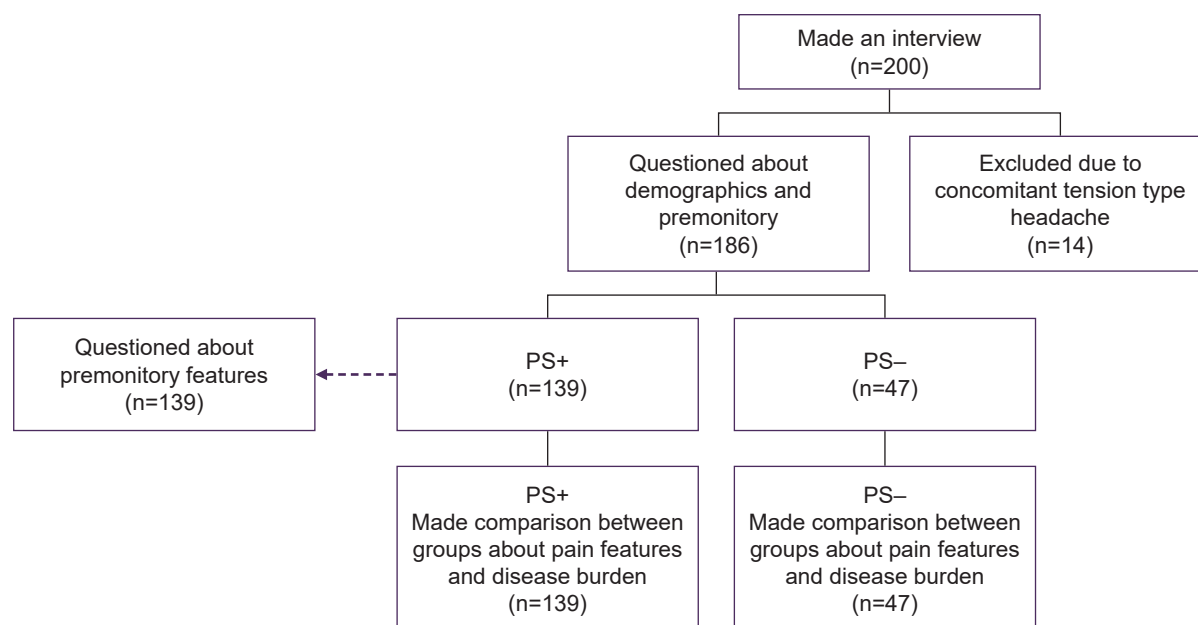 Made an interview
(n=200)
Questioned about
demographics and
premonitory
(n=186)
Excluded due to
concomitant tension type
headache
(n=14)
Questioned about
premonitory features
(n=139)
PS+
(n=139)
PS–
(n=47)
PS+
Made comparison between
groups about pain features
and disease burden
(n=139)
PS–
Made comparison between
groups about pain features
and disease burden
(n=47)